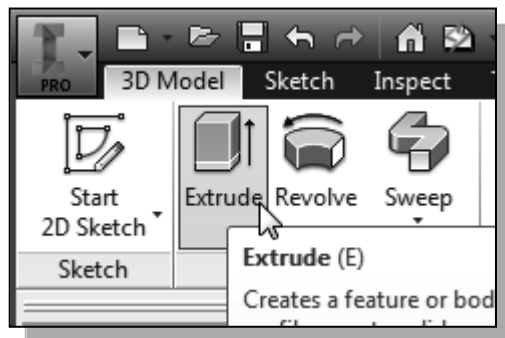 PRO
3D Model Sketch Inspect
Start
2D Sketch
Extrude Revolve Sweep
Sketch
Extrude (E)
Creates a feature or bod